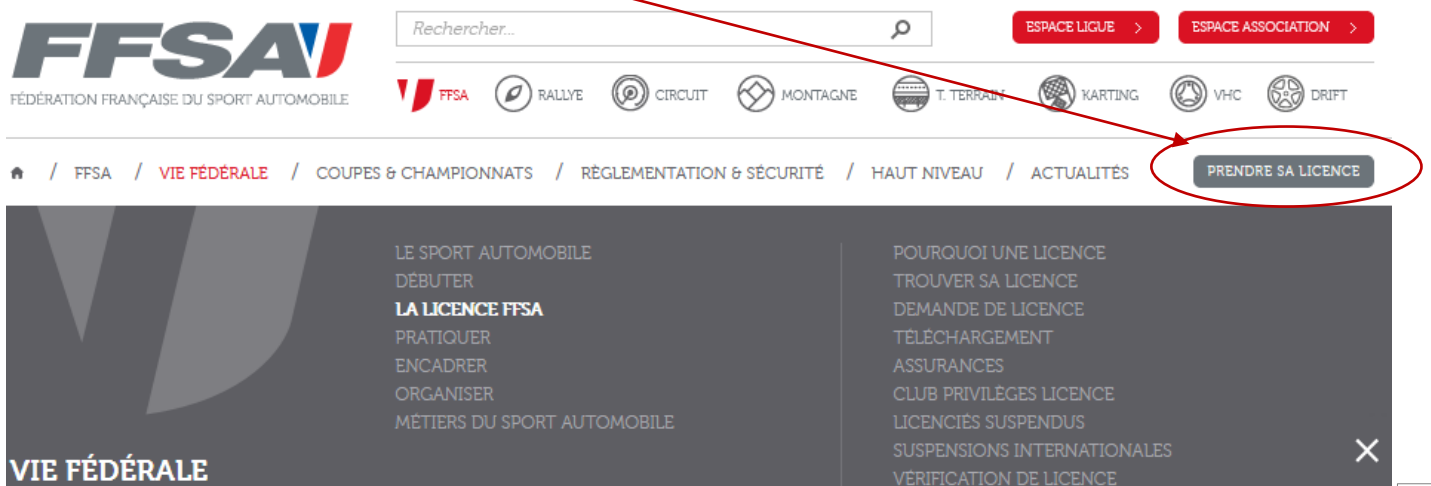 FFSA
FÉDÉRATION FRANÇAISE DU SPORT AUTOMOBILE
Rechercher...
ESPACE LIGUE >
ESPACE ASSOCIATION >
FFSA RALLYE CIRCUIT MONTAGNE T. TERRAIN KARTING VHC DRIFT
/ FFSA / VIE FÉDÉRALE / COUPES & CHAMPIONNATS / RÈGLEMENTATION & SÉCURITÉ / HAUT NIVEAU / ACTUALITÉS
PRENDRE SA LICENCE
LE SPORT AUTOMOBILE
DÉBUTER
LA LICENCE FFSA
PRATIQUER
ENCADRER
ORGANISER
MÉTIERS DU SPORT AUTOMOBILE
POURQUOI UNE LICENCE
TROUVER SA LICENCE
DEMANDE DE LICENCE
TÉLÉCHARGEMENT
ASSURANCES
CLUB PRIVILÈGES LICENCE
LICENCIÉS SUSPENDUS
SUSPENSIONS INTERNATIONALES
VÉRIFICATION DE LICENCE
VIE FÉDÉRALE